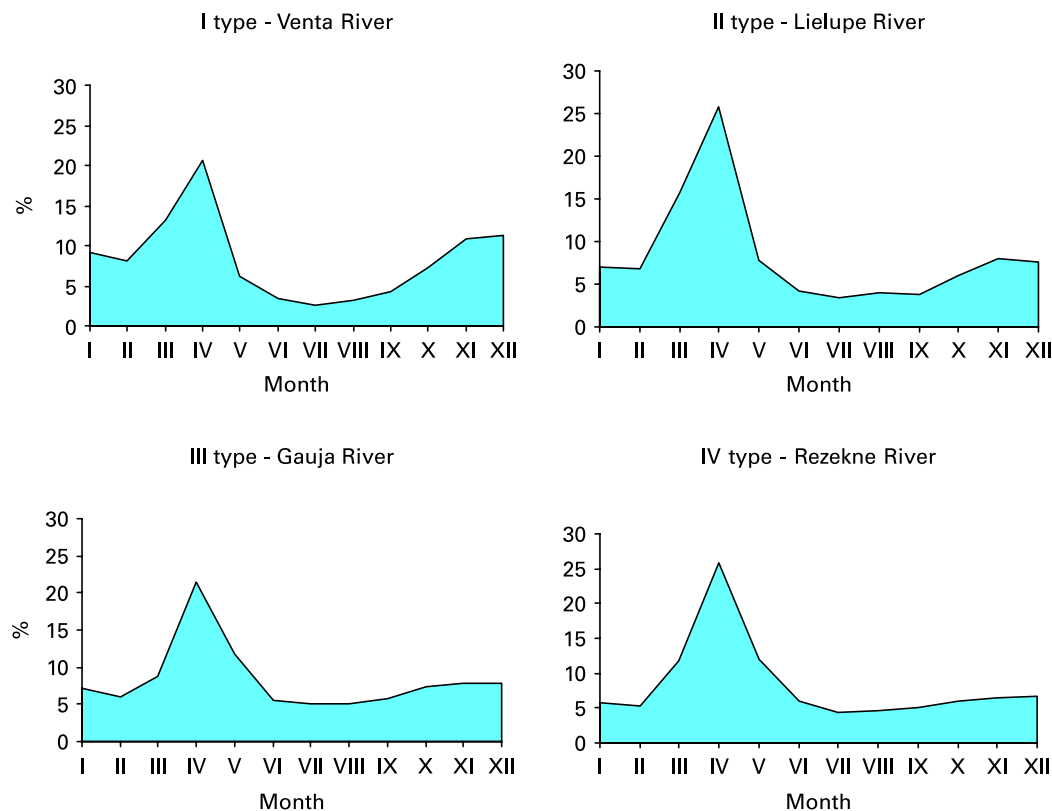 I type - Venta River
30
25
20
15
10
5
0
%
I II III IV V VI VII VIII IX X XI XII
Month
II type - Lielupe River
30
25
20
15
10
5
0
I II III IV V VI VII VIII IX X XI XII
Month
III type - Gauja River
30
25
20
15
10
5
0
%
I II III IV V VI VII VIII IX X XI XII
Month
IV type - Rezekne River
30
25
20
15
10
5
0
I II III IV V VI VII VIII IX X XI XII
Month